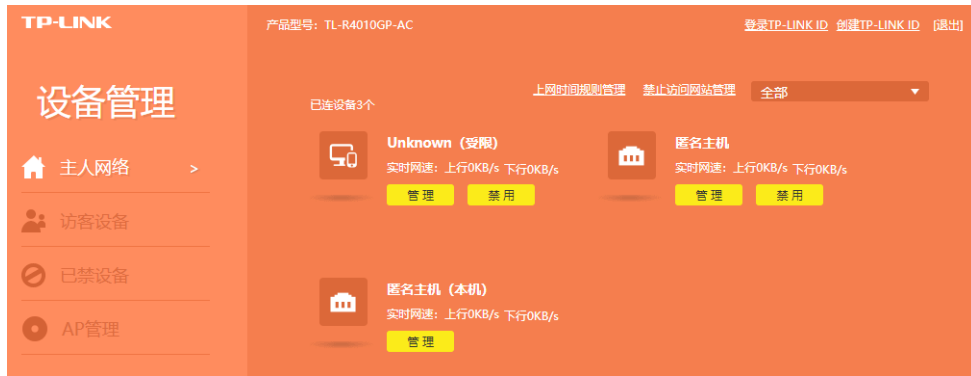 TP-LINK
产品型号：TL-R4010GP-AC
登录TP-LINK ID 创建TP-LINK ID [退出]
设备管理
上网时间规则管理 禁止访问网站管理 全部
已连设备3个
主人网络 >
访客设备
已禁设备
AP管理
Unknown（受限）
实时网速：上行0KB/s 下行0KB/s
管理 禁用
匿名主机
实时网速：上行0KB/s 下行0KB/s
管理 禁用
匿名主机（本机）
实时网速：上行0KB/s 下行0KB/s
管理